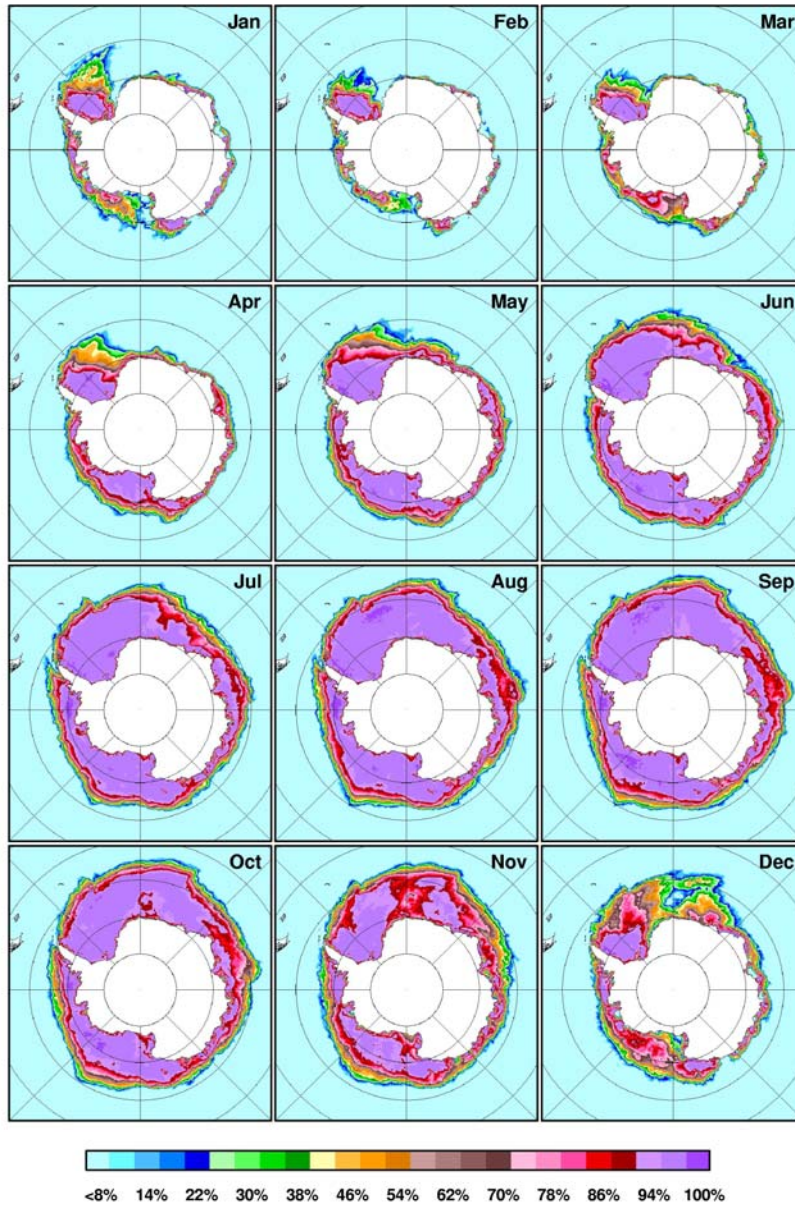 Jan Feb Mar
Apr May Jun
Jul Aug Sep
Oct Nov Dec
<8% 14% 22% 30% 38% 46% 54% 62% 70% 78% 86% 94% 100%